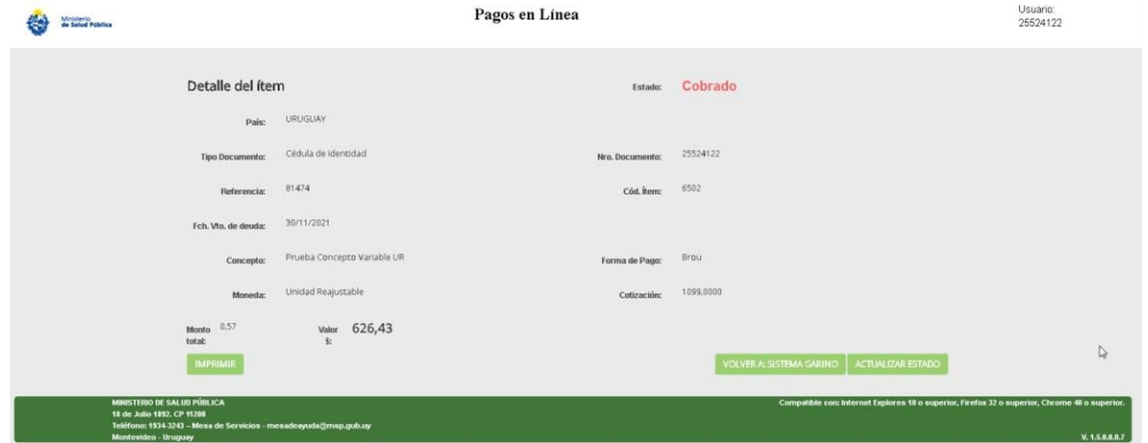 Ministerio
de Salud Pública
Pagos en Línea
Usuario:
25524122
Detalle del ítem
Estado: Cobrado
País: URUGUAY
Tipo Documento: Cédula de identidad
Nro. Documento: 25524122
Referencia: 81474
Cód. Ítem: 6502
Fch. Vto. de deuda: 30/11/2021
Concepto: Prueba Concepto Variable UR
Forma de Pago: Brou
Moneda: Unidad Reajustable
Cotización: 1099,0000
Monto total: 0,57
Valor $: 626,43
IMPRIMIR
VOLVER A: SISTEMA GARINO
ACTUALIZAR ESTADO
MINISTERIO DE SALUD PÚBLICA
18 de Julio 1892. CP 11200
Teléfono: 1934-3243 – Mesa de Servicios - mesadeayuda@msp.gub.uy
Montevideo - Uruguay
Compatible con: Internet Explores 10 o superior, Firefox 32 o superior, Chrome 40 o superior.
V. 1.5.0.0.0.7